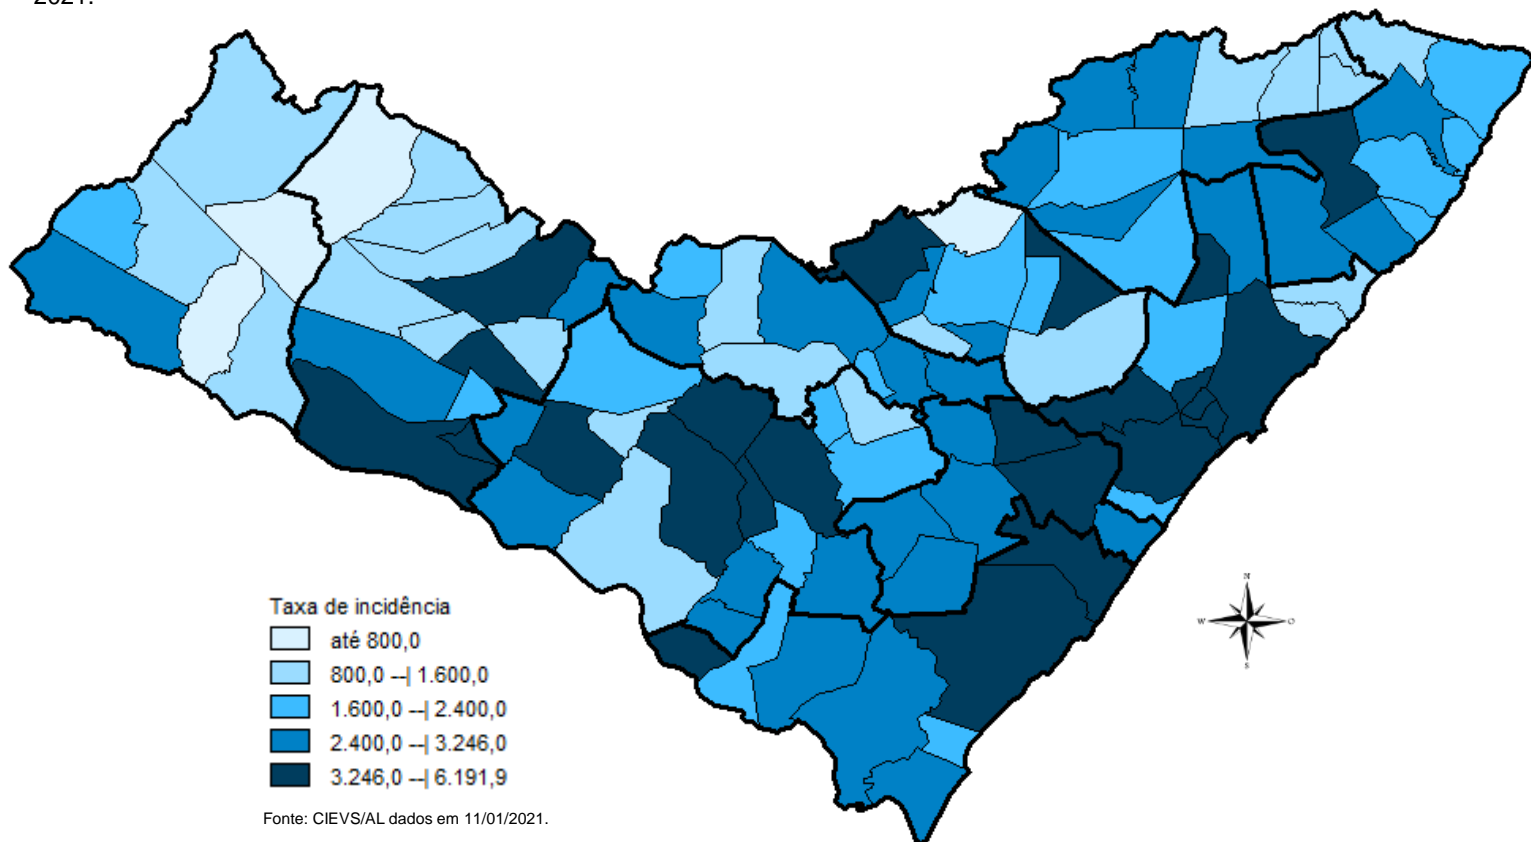 2021.
Taxa de incidência
até 800,0
800,0 --| 1.600,0
1.600,0 --| 2.400,0
2.400,0 --| 3.246,0
3.246,0 --| 6.191,9
Fonte: CIEVS/AL dados em 11/01/2021.
N
W O
S